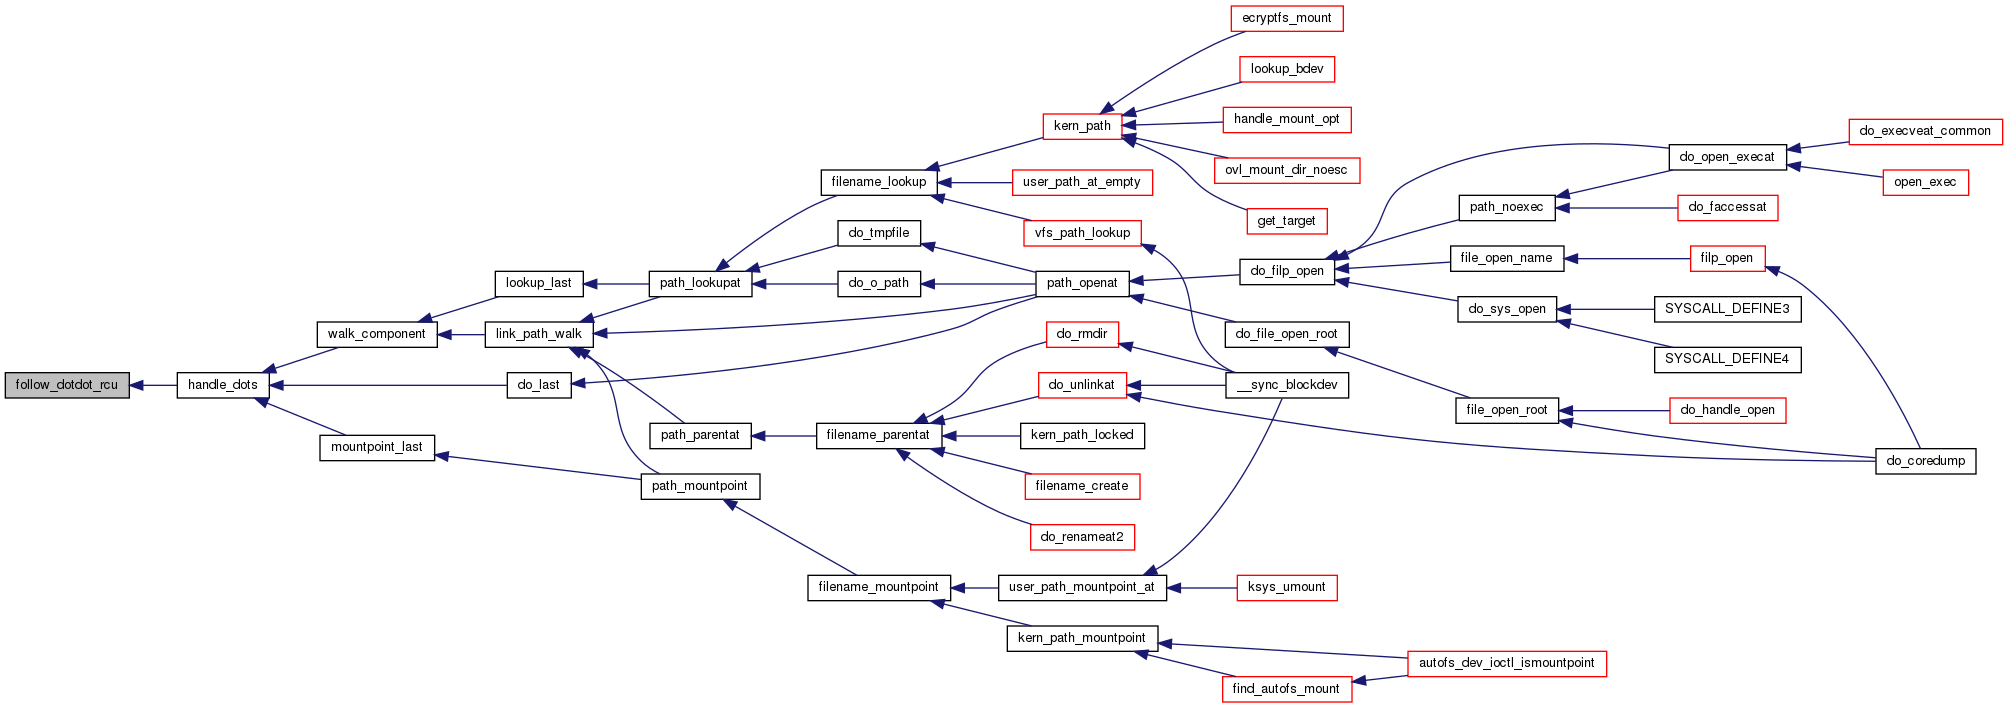 follow_dotdot_rcu
handle_dots
walk_component
mountpoint_last
lookup_last
link_path_walk
do_last
path_lookupat
path_parentat
path_mountpoint
filename_lookup
do_tmpfile
do_o_path
filename_parentat
filename_mountpoint
kern_path
user_path_at_empty
vfs_path_lookup
path_openat
do_rmdir
do_unlinkat
kern_path_locked
filename_create
do_renameat2
user_path_mountpoint_at
kern_path_mountpoint
ecryptfs_mount
lookup_bdev
handle_mount_opt
ovl_mount_dir_noesc
get_target
do_filp_open
do_file_open_root
__sync_blockdev
ksys_umount
find_autofs_mount
path_noexec
file_open_name
do_sys_open
file_open_root
autofs_dev_ioctl_ismountpoint
do_open_execat
do_faccessat
filp_open
SYSCALL_DEFINE3
SYSCALL_DEFINE4
do_handle_open
do_execveat_common
open_exec
do_coredump